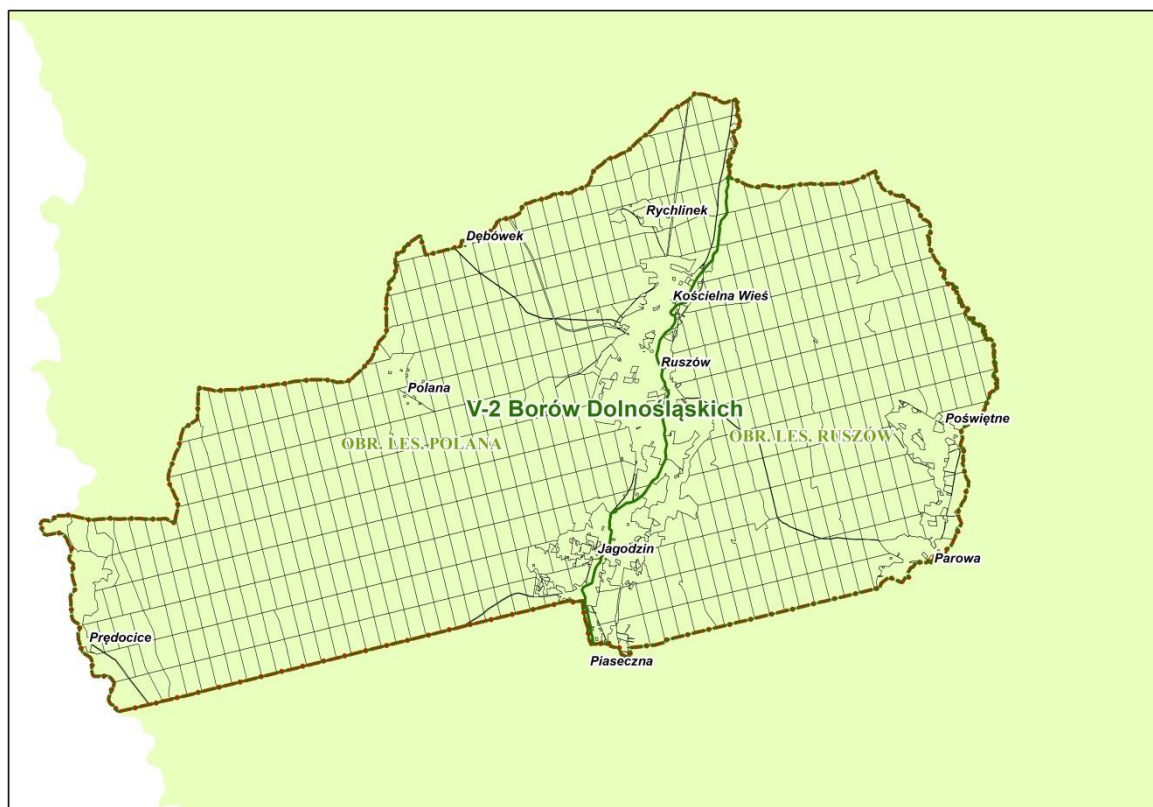 Rychlinek
Dębówek
Kościelna Wieś
Ruszów
Polana
V-2 Borów Dolnośląskich
Poświętne
OBR. LES. POLANA
OBR. LES. RUSZÓW
Jagodzin
Parowa
Prędocice
Piaseczna